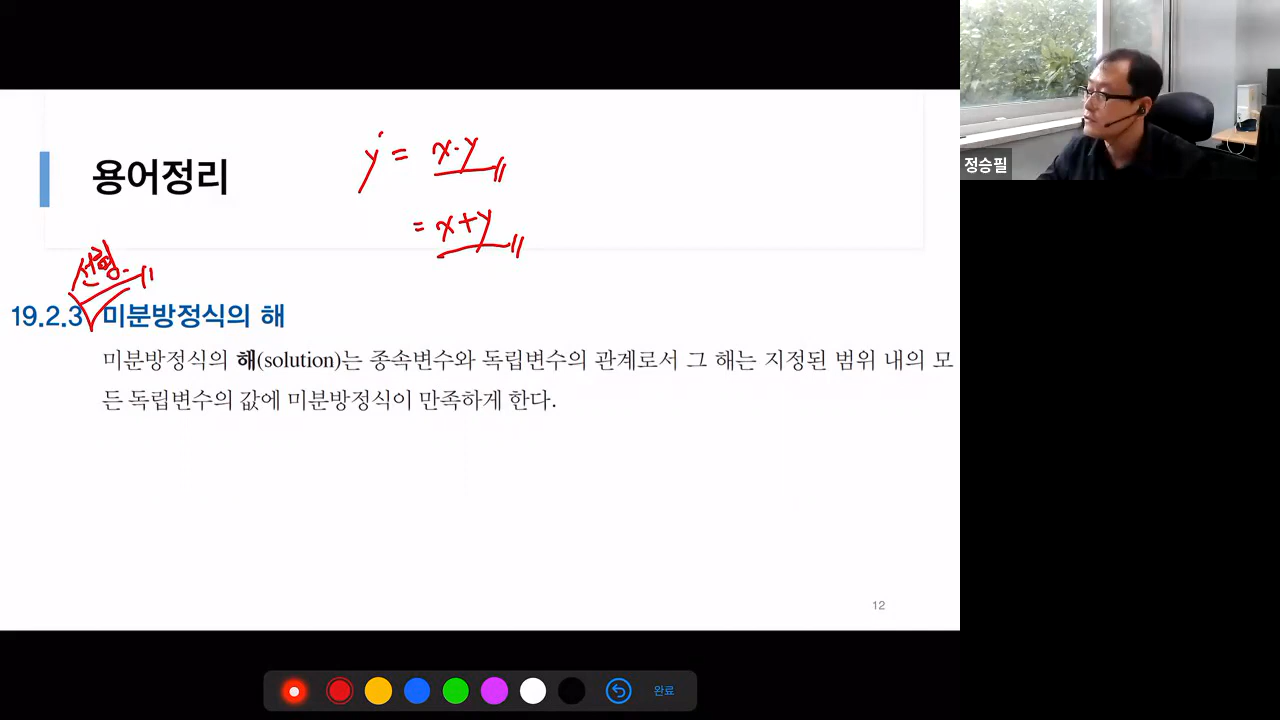 용어정리
ẏ = x·y
= x+y
선형
19.2.3 미분방정식의 해
미분방정식의 해(solution)는 종속변수와 독립변수의 관계로서 그 해는 지정된 범위 내의 모
든 독립변수의 값에 미분방정식이 만족하게 한다.
12
정승필
완료